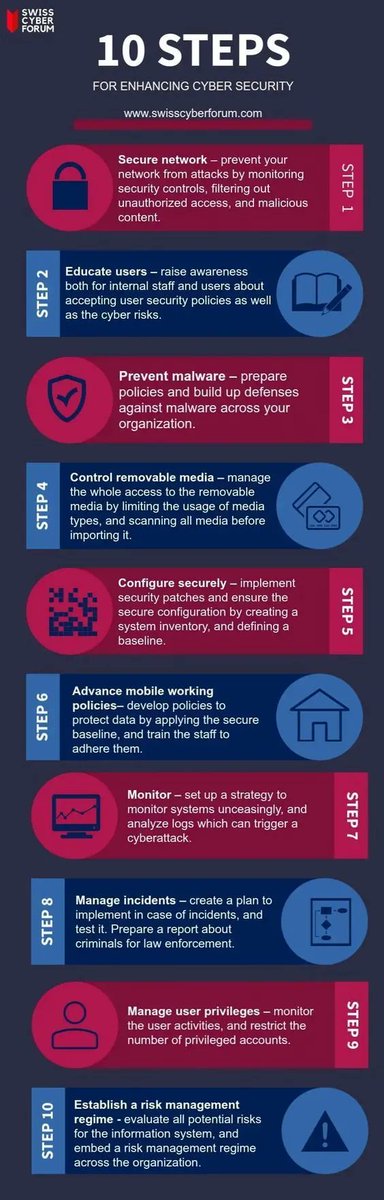 SWISS
CYBER
FORUM
10 STEPS
FOR ENHANCING CYBER SECURITY
www.swisscyberforum.com
Secure network – prevent your
network from attacks by monitoring
security controls, filtering out
unauthorized access, and malicious
content.
STEP 1
STEP 2
Educate users – raise awareness
both for internal staff and users about
accepting user security policies as well
as the cyber risks.
Prevent malware – prepare
policies and build up defenses
against malware across your
organization.
STEP 3
STEP 4
Control removable media – manage
the whole access to the removable
media by limiting the usage of media
types, and scanning all media before
importing it.
Configure securely – implement
security patches and ensure the
secure configuration by creating a
system inventory, and defining a
baseline.
STEP 5
STEP 6
Advance mobile working
policies– develop policies to
protect data by applying the secure
baseline, and train the staff to
adhere them.
Monitor – set up a strategy to
monitor systems unceasingly, and
analyze logs which can trigger a
cyberattack.
STEP 7
STEP 8
Manage incidents – create a plan to
implement in case of incidents, and
test it. Prepare a report about
criminals for law enforcement.
Manage user privileges – monitor
the user activities, and restrict the
number of privileged accounts.
STEP 9
STEP 10
Establish a risk management
regime - evaluate all potential risks
for the information system, and
embed a risk management regime
across the organization.